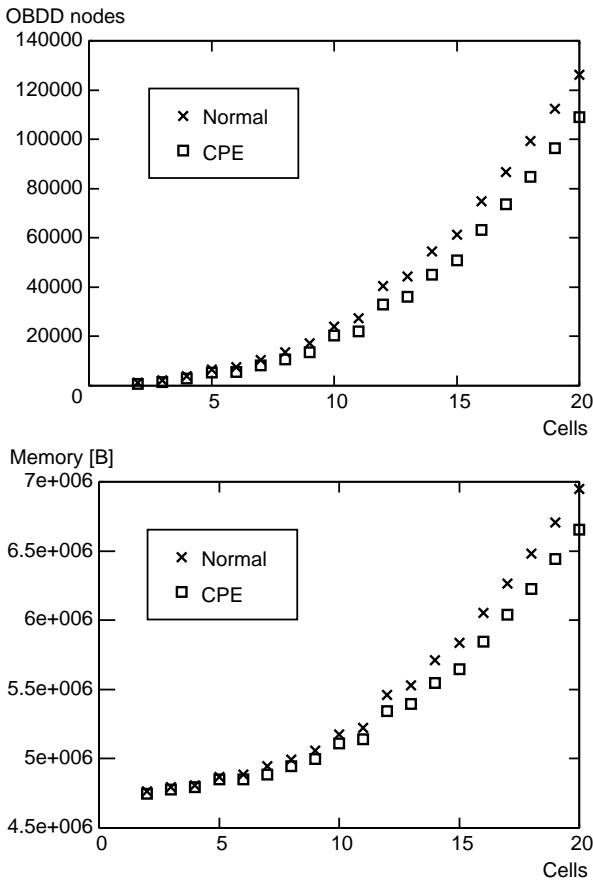 OBDD nodes
140000
120000
100000
80000
60000
40000
20000
0
Normal
CPE
5
10
15
20
Cells
Memory [B]
7e+006
6.5e+006
6e+006
5.5e+006
5e+006
4.5e+006
Normal
CPE
0
5
10
15
20
Cells